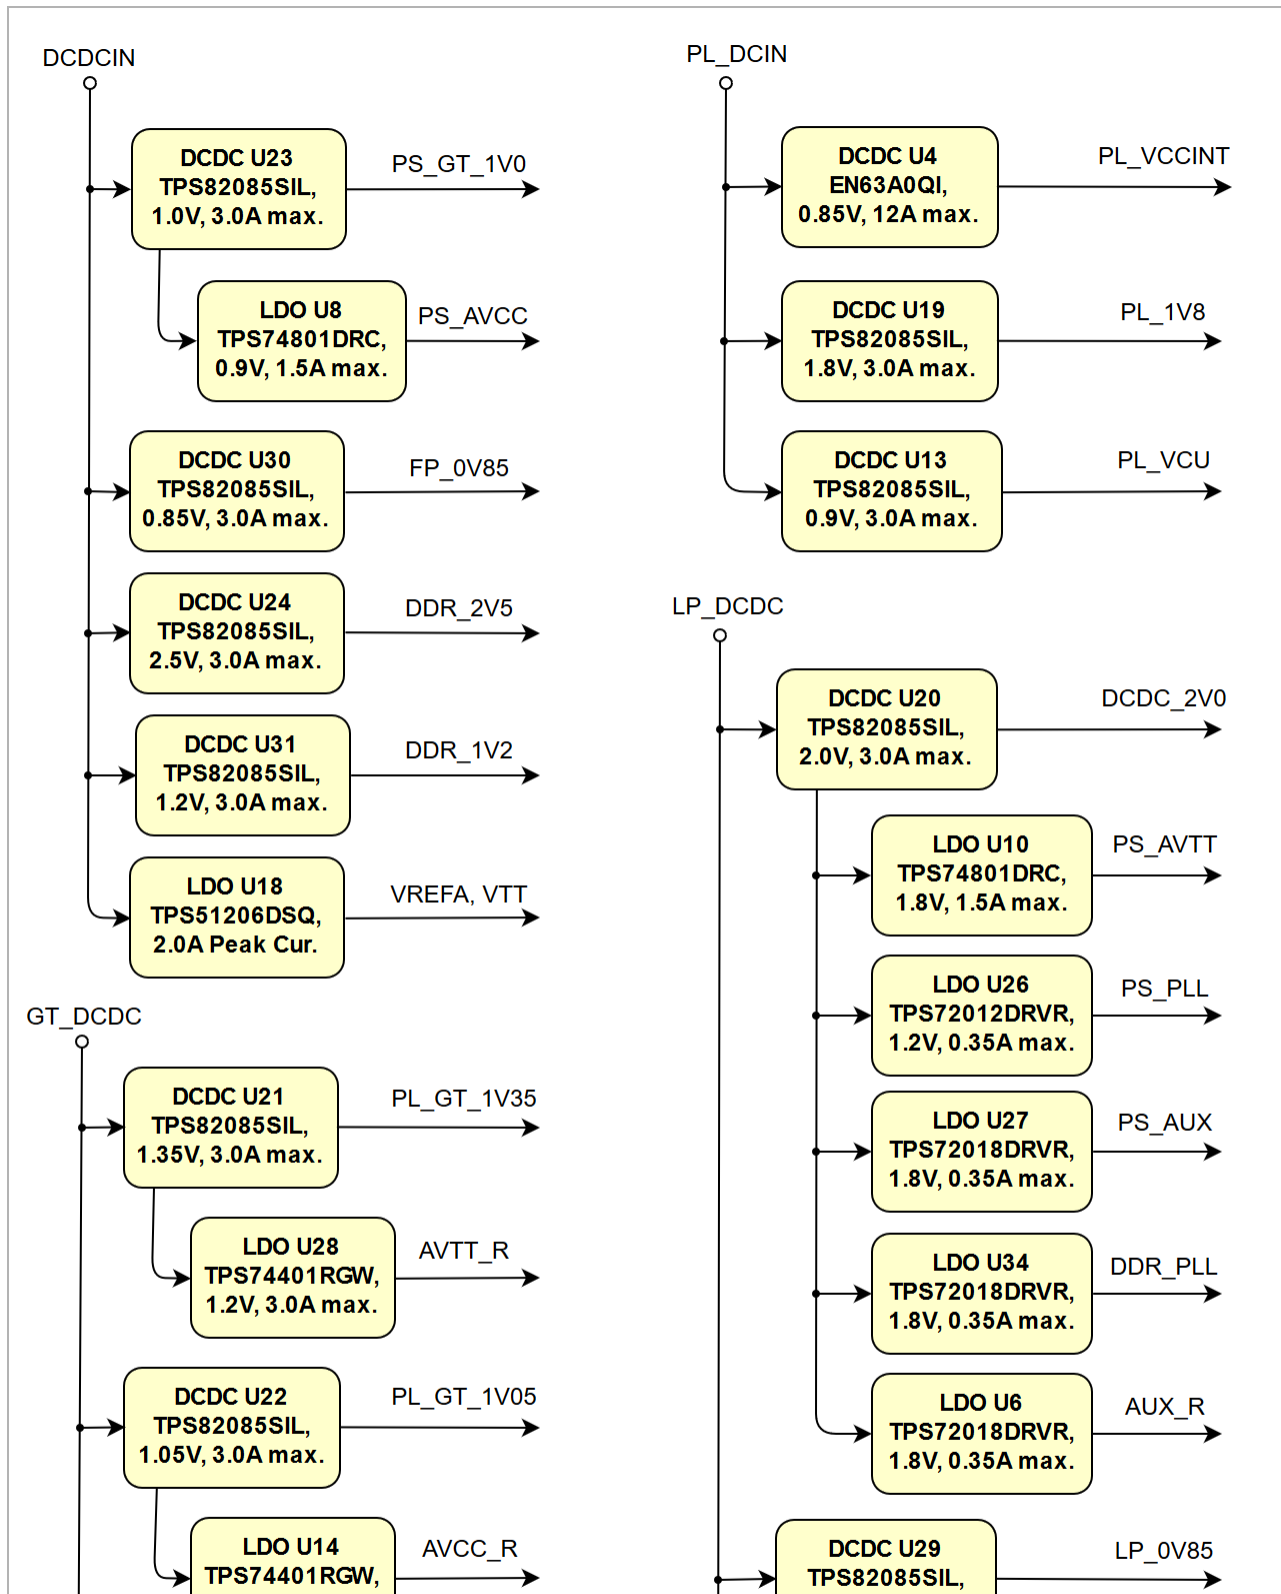 DCDCIN
DCDC U23
TPS82085SIL,
1.0V, 3.0A max.
PS_GT_1V0
LDO U8
TPS74801DRC,
0.9V, 1.5A max.
PS_AVCC
DCDC U30
TPS82085SIL,
0.85V, 3.0A max.
FP_0V85
DCDC U24
TPS82085SIL,
2.5V, 3.0A max.
DDR_2V5
DCDC U31
TPS82085SIL,
1.2V, 3.0A max.
DDR_1V2
LDO U18
TPS51206DSQ,
2.0A Peak Cur.
VREFA, VTT
GT_DCDC
DCDC U21
TPS82085SIL,
1.35V, 3.0A max.
PL_GT_1V35
LDO U28
TPS74401RGW,
1.2V, 3.0A max.
AVTT_R
DCDC U22
TPS82085SIL,
1.05V, 3.0A max.
PL_GT_1V05
LDO U14
TPS74401RGW,
AVCC_R
PL_DCIN
DCDC U4
EN63A0QI,
0.85V, 12A max.
PL_VCCINT
DCDC U19
TPS82085SIL,
1.8V, 3.0A max.
PL_1V8
DCDC U13
TPS82085SIL,
0.9V, 3.0A max.
PL_VCU
LP_DCDC
DCDC U20
TPS82085SIL,
2.0V, 3.0A max.
DCDC_2V0
LDO U10
TPS74801DRC,
1.8V, 1.5A max.
PS_AVTT
LDO U26
TPS72012DRVR,
1.2V, 0.35A max.
PS_PLL
LDO U27
TPS72018DRVR,
1.8V, 0.35A max.
PS_AUX
LDO U34
TPS72018DRVR,
1.8V, 0.35A max.
DDR_PLL
LDO U6
TPS72018DRVR,
1.8V, 0.35A max.
AUX_R
DCDC U29
TPS82085SIL,
LP_0V85